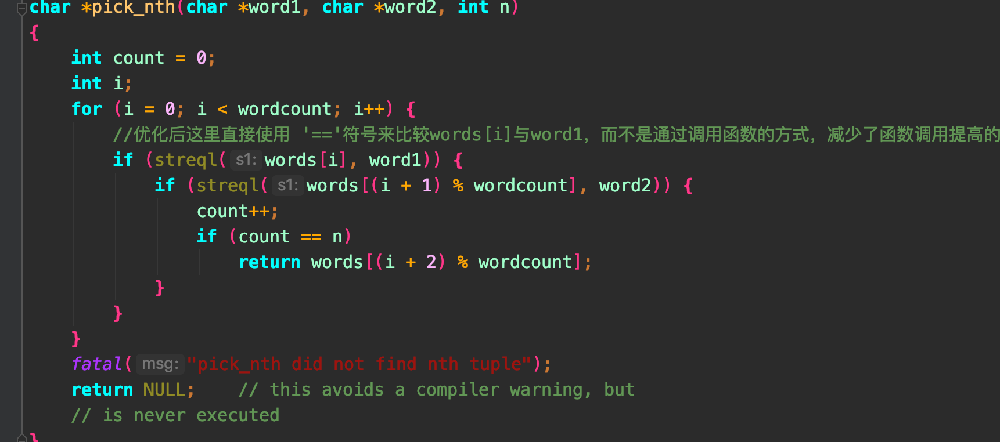 char *pick_nth(char *word1, char *word2, int n)
{
int count = 0;
int i;
for (i = 0; i < wordcount; i++) {
//优化后这里直接使用 '=='符号来比较words[i]与word1，而不是通过调用函数的方式，减少了函数调用提高的
if (streql( s1: words[i], word1)) {
if (streql( s1: words[(i + 1) % wordcount], word2)) {
count++;
if (count == n)
return words[(i + 2) % wordcount];
}
}
}
fatal( msg: "pick_nth did not find nth tuple");
return NULL;    // this avoids a compiler warning, but
// is never executed
}